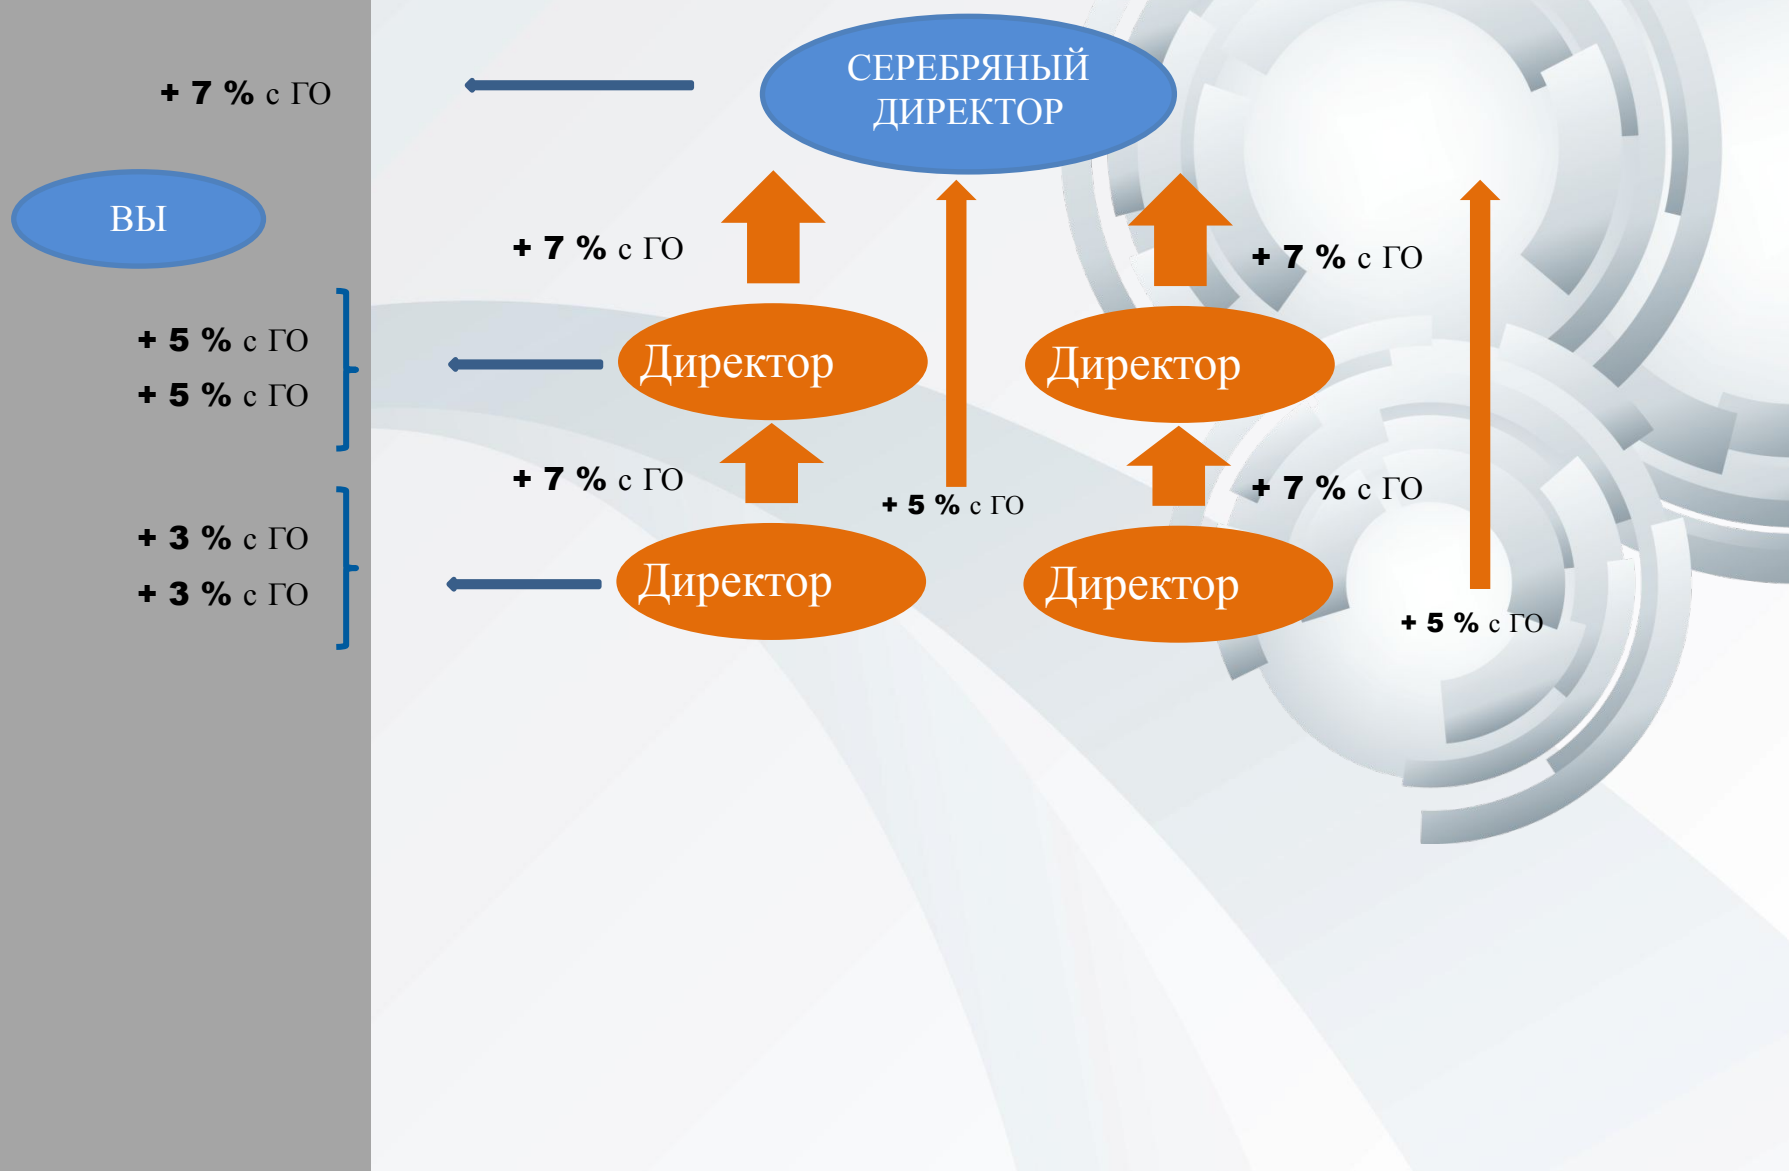 СЕРЕБРЯНЫЙ
ДИРЕКТОР
+ 7 % с ГО
ВЫ
+ 7 % с ГО
+ 7 % с ГО
+ 5 % с ГО
+ 5 % с ГО
Директор
Директор
+ 7 % с ГО
+ 5 % с ГО
+ 7 % с ГО
+ 3 % с ГО
+ 3 % с ГО
Директор
Директор
+ 5 % с ГО